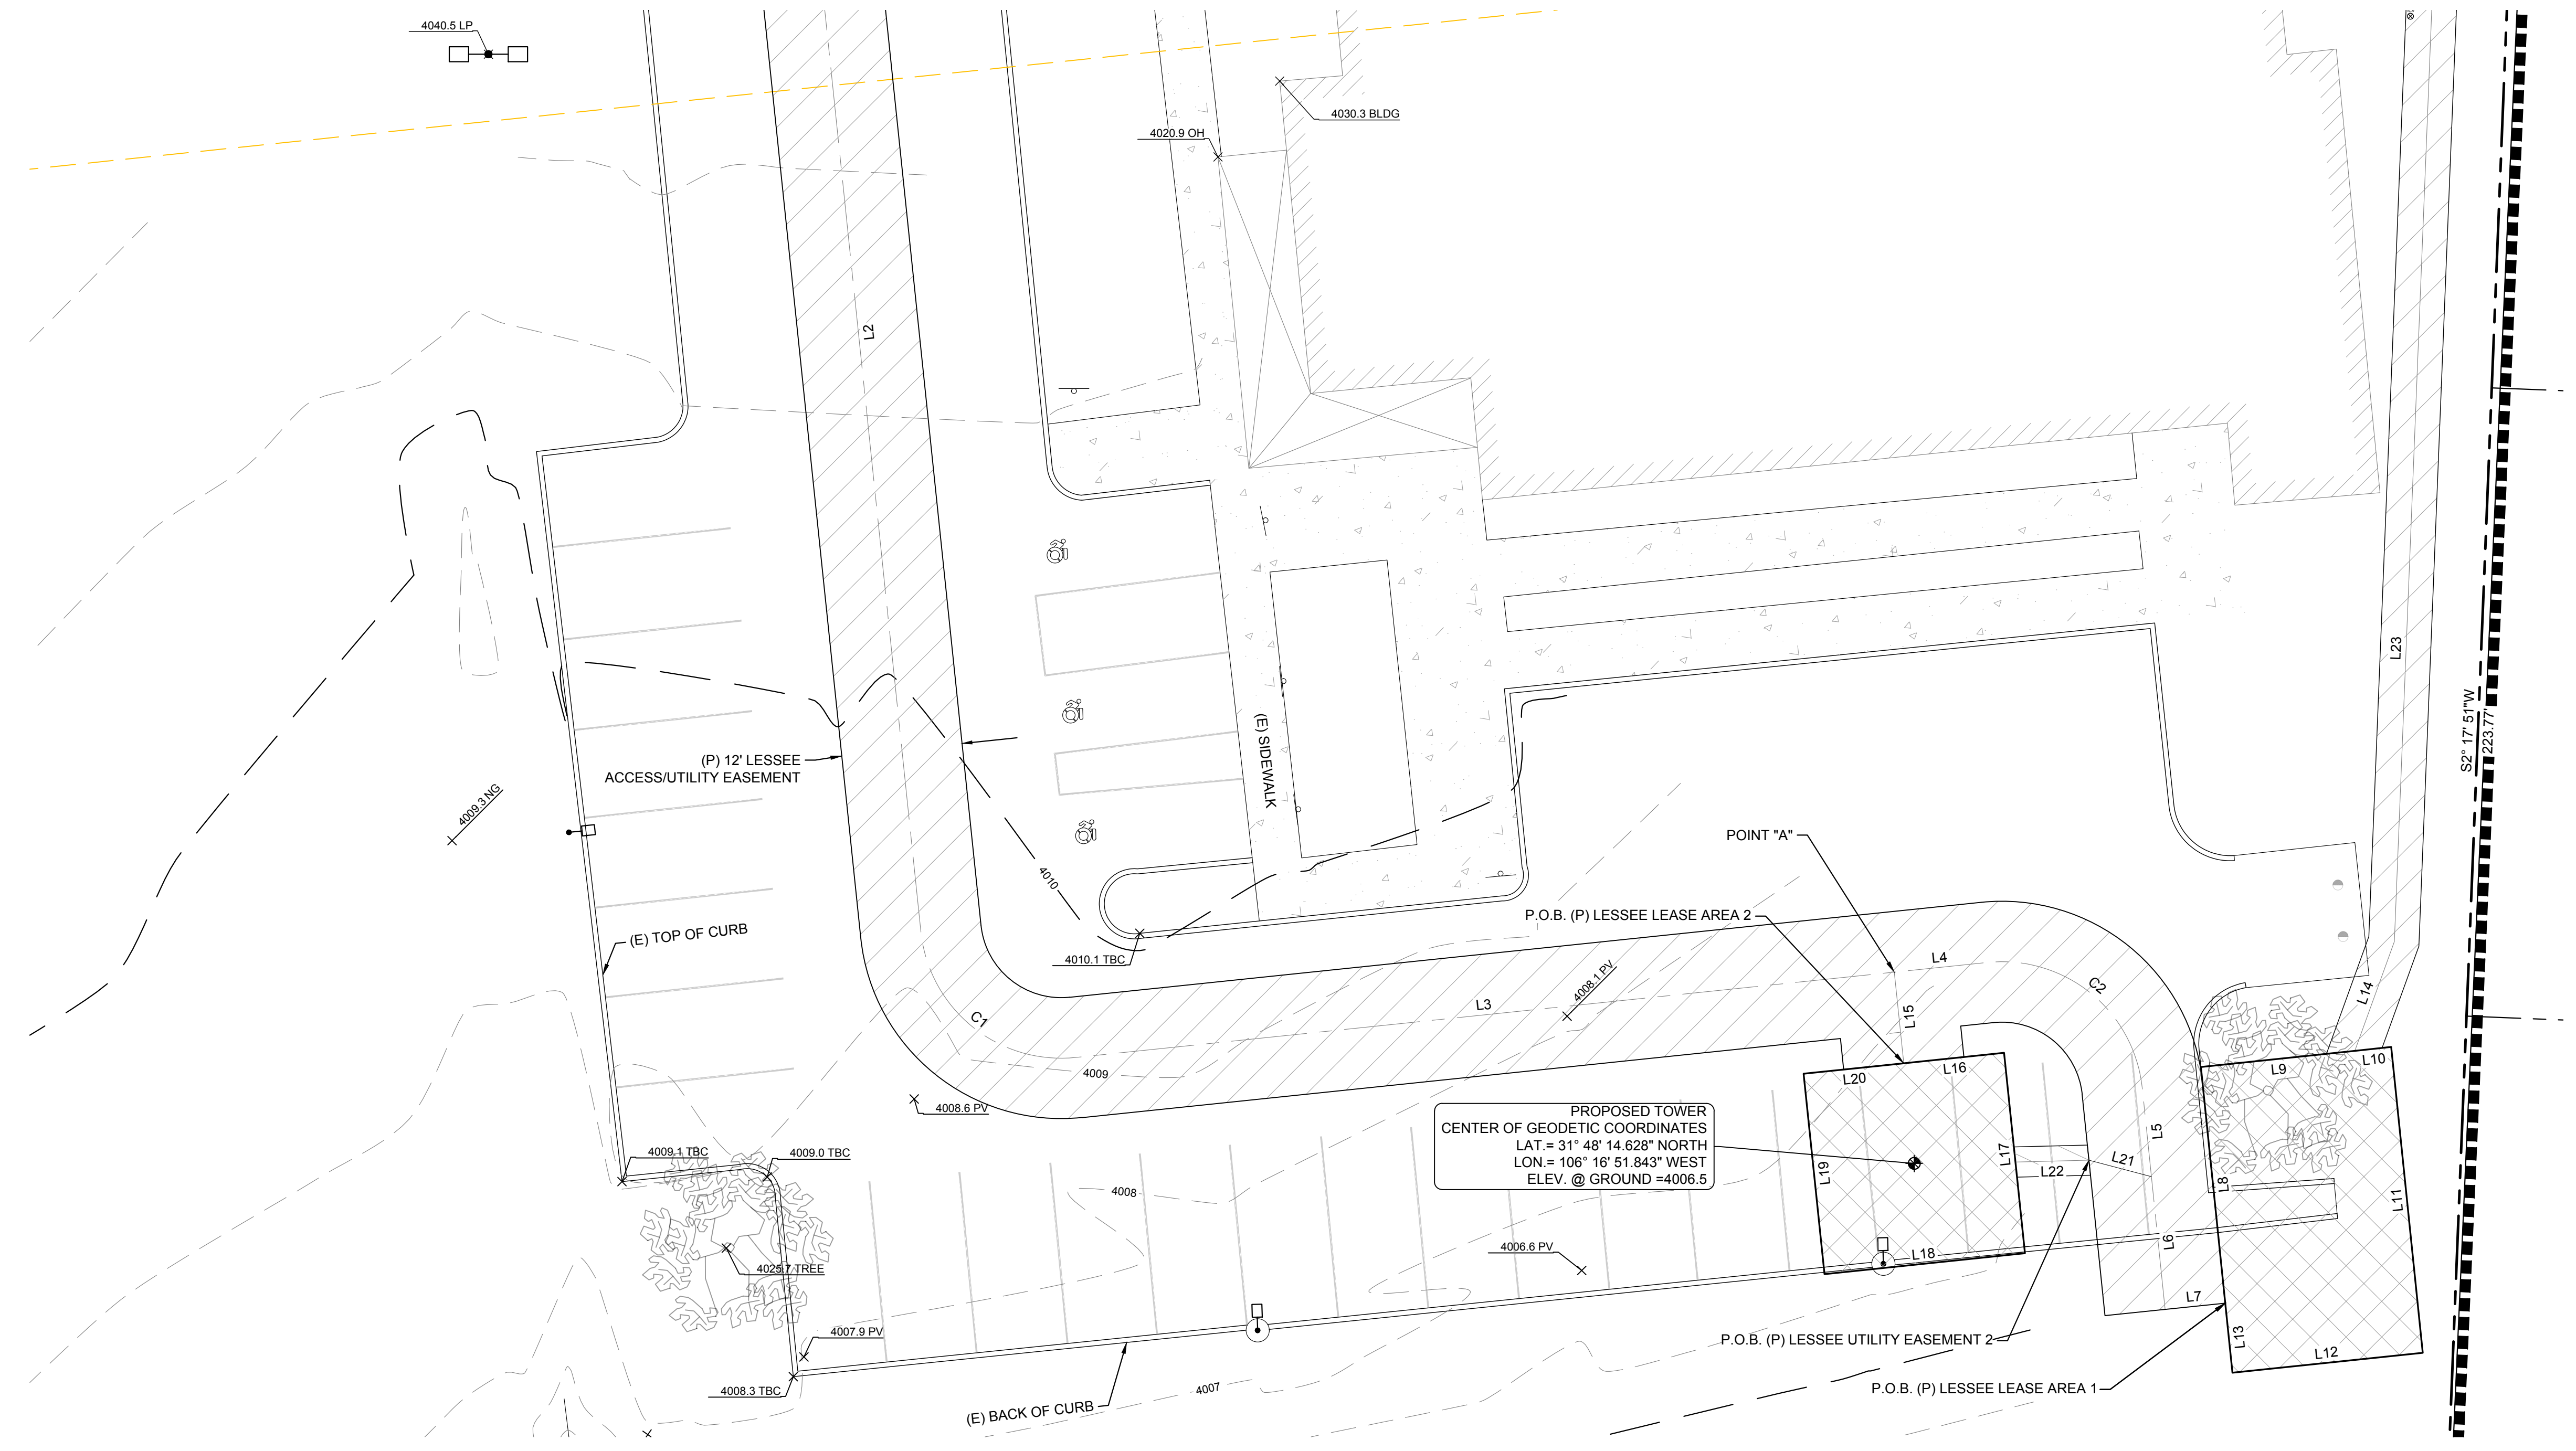 4040.5 LP
4030.3 BLDG
4020.9 OH
L2
L23
S2° 17' 51"W
223.77'
(P) 12' LESSEE
ACCESS/UTILITY EASEMENT
(E) SIDEWALK
4009.3 NG
POINT "A"
4010
P.O.B. (P) LESSEE LEASE AREA 2
(E) TOP OF CURB
4010.1 TBC
L4
4008.1 PV
C2
L14
L3
C1
L15
L10
L9
L16
L20
4009
4008.6 PV
PROPOSED TOWER
CENTER OF GEODETIC COORDINATES
LAT.= 31° 48' 14.628" NORTH
LON.= 106° 16' 51.843" WEST
ELEV. @ GROUND =4006.5
L5
4009.1 TBC
4009.0 TBC
L17
L21
L22
L19
L8
4008
L11
L6
4006.6 PV
L18
4025.7 TREE
L7
4007.9 PV
P.O.B. (P) LESSEE UTILITY EASEMENT 2
L13
L12
4008.3 TBC
4007
P.O.B. (P) LESSEE LEASE AREA 1
(E) BACK OF CURB